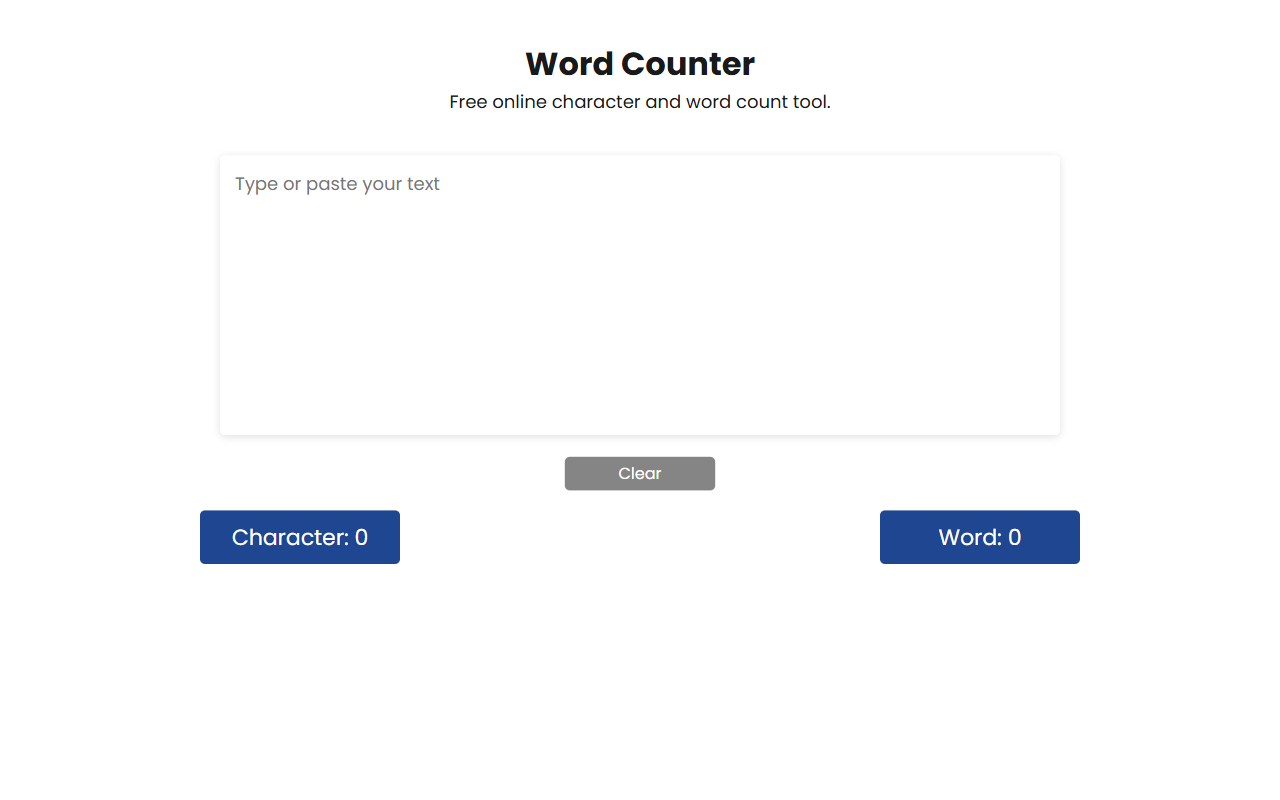 Word Counter
Free online character and word count tool.
Type or paste your text
Clear
Character: 0
Word: 0